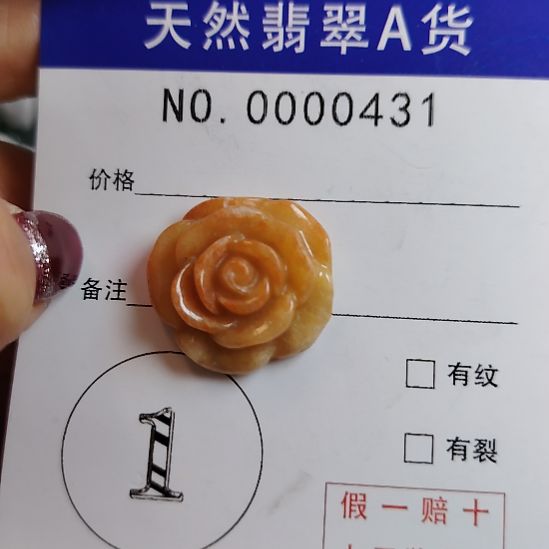 天然翡翠A货
NO. 0000431
价格
备注
有纹
有裂
1
假一赔十